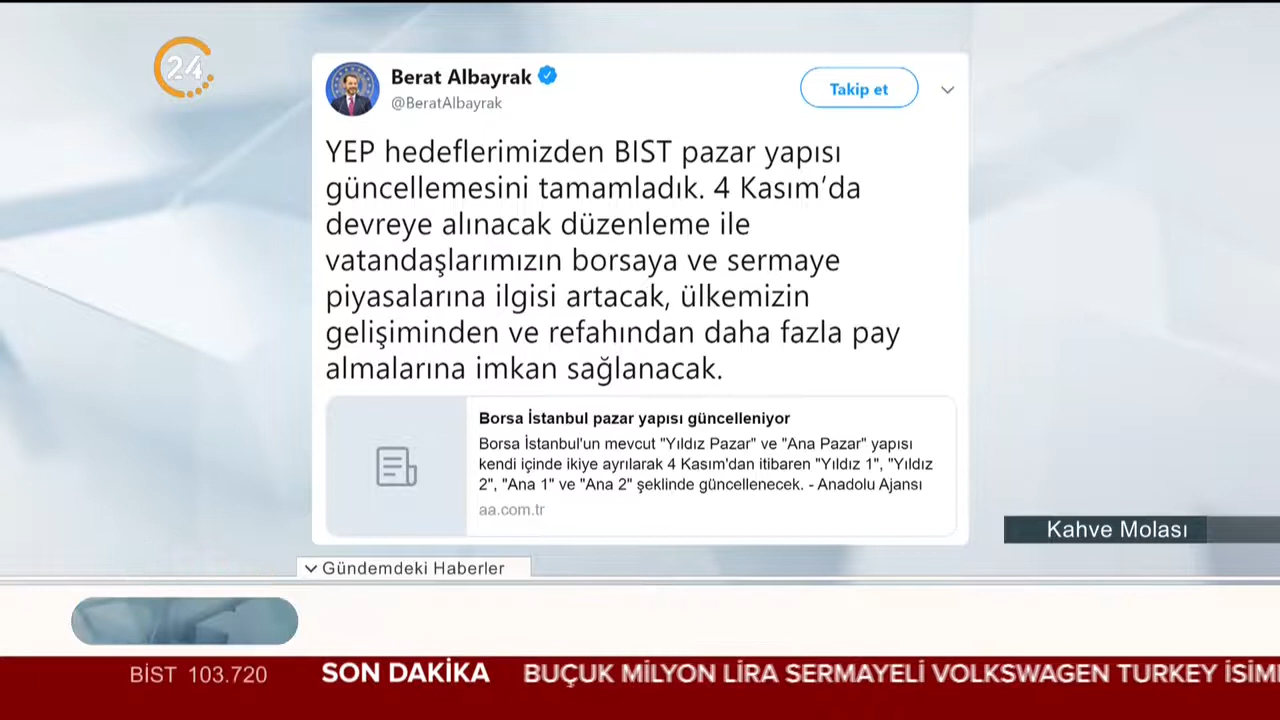 24
Berat Albayrak
@BeratAlbayrak
Takip et
YEP hedeflerimizden BIST pazar yapısı
güncellemesini tamamladık. 4 Kasım'da
devreye alınacak düzenleme ile
vatandaşlarımızın borsaya ve sermaye
piyasalarına ilgisi artacak, ülkemizin
gelişiminden ve refahından daha fazla pay
almalarına imkan sağlanacak.
Borsa İstanbul pazar yapısı güncelleniyor
Borsa İstanbul'un mevcut "Yıldız Pazar" ve "Ana Pazar" yapısı
kendi içinde ikiye ayrılarak 4 Kasım'dan itibaren "Yıldız 1", "Yıldız
2", "Ana 1" ve "Ana 2" şeklinde güncellenecek. - Anadolu Ajansı
aa.com.tr
Kahve Molası
Gündemdeki Haberler
BİST 103.720 SON DAKİKA BUÇUK MİLYON LİRA SERMAYELİ VOLKSWAGEN TURKEY İSİM